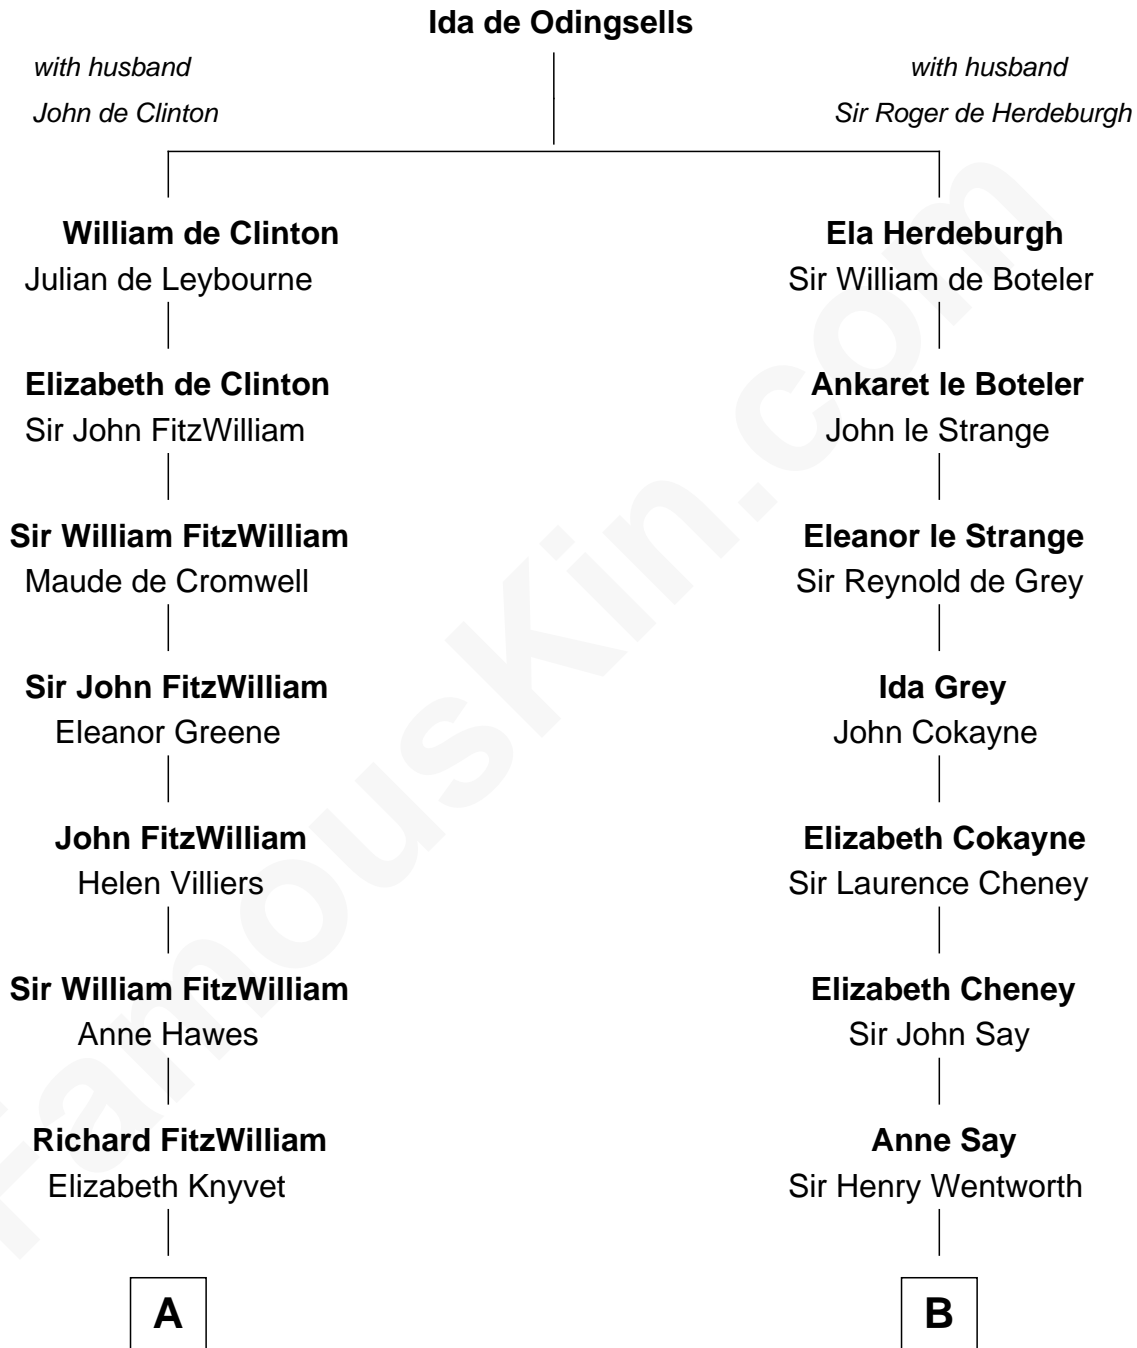 Ida de Odingsells
with husband
John de Clinton
with husband
Sir Roger de Herdeburgh
William de Clinton
Julian de Leybourne
Ela Herdeburgh
Sir William de Boteler
Elizabeth de Clinton
Sir John FitzWilliam
Ankaret le Boteler
John le Strange
Sir William FitzWilliam
Maude de Cromwell
Eleanor le Strange
Sir Reynold de Grey
Sir John FitzWilliam
Eleanor Greene
Ida Grey
John Cokayne
John FitzWilliam
Helen Villiers
Elizabeth Cokayne
Sir Laurence Cheney
Sir William FitzWilliam
Anne Hawes
Elizabeth Cheney
Sir John Say
Richard FitzWilliam
Elizabeth Knyvet
Anne Say
Sir Henry Wentworth
A
B
FamousKin.com